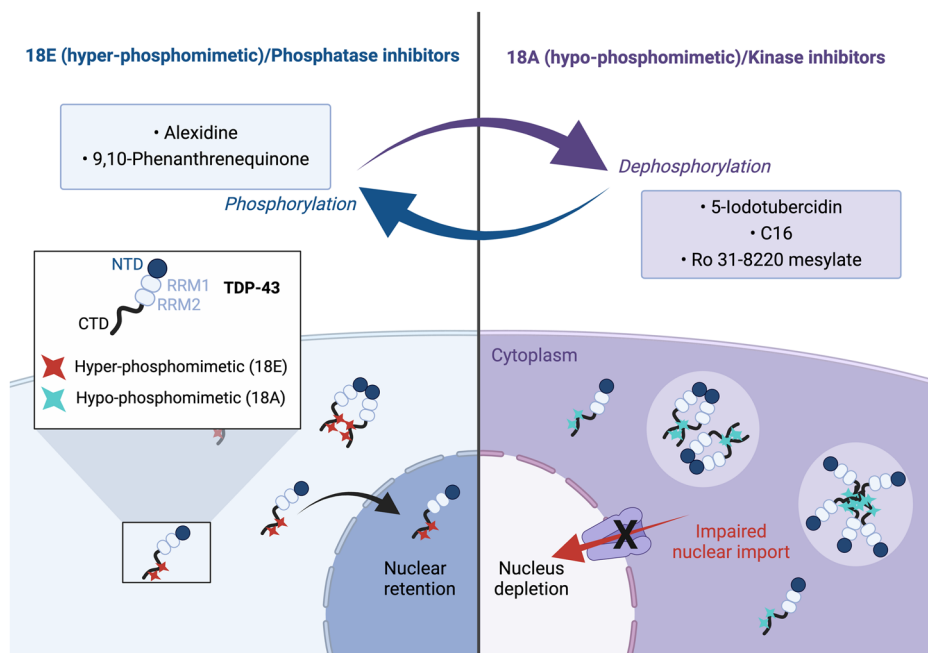 18E (hyper-phosphomimetic)/Phosphatase inhibitors
• Alexidine
• 9,10-Phenanthrenequinone
Phosphorylation
NTD
RRM1
RRM2
TDP-43
CTD
Hyper-phosphomimetic (18E)
Hypo-phosphomimetic (18A)
Nuclear
retention
18A (hypo-phosphomimetic)/Kinase inhibitors
Dephosphorylation
• 5-Iodotubercidin
• C16
• Ro 31-8220 mesylate
Cytoplasm
X
Impaired
nuclear import
Nucleus
depletion